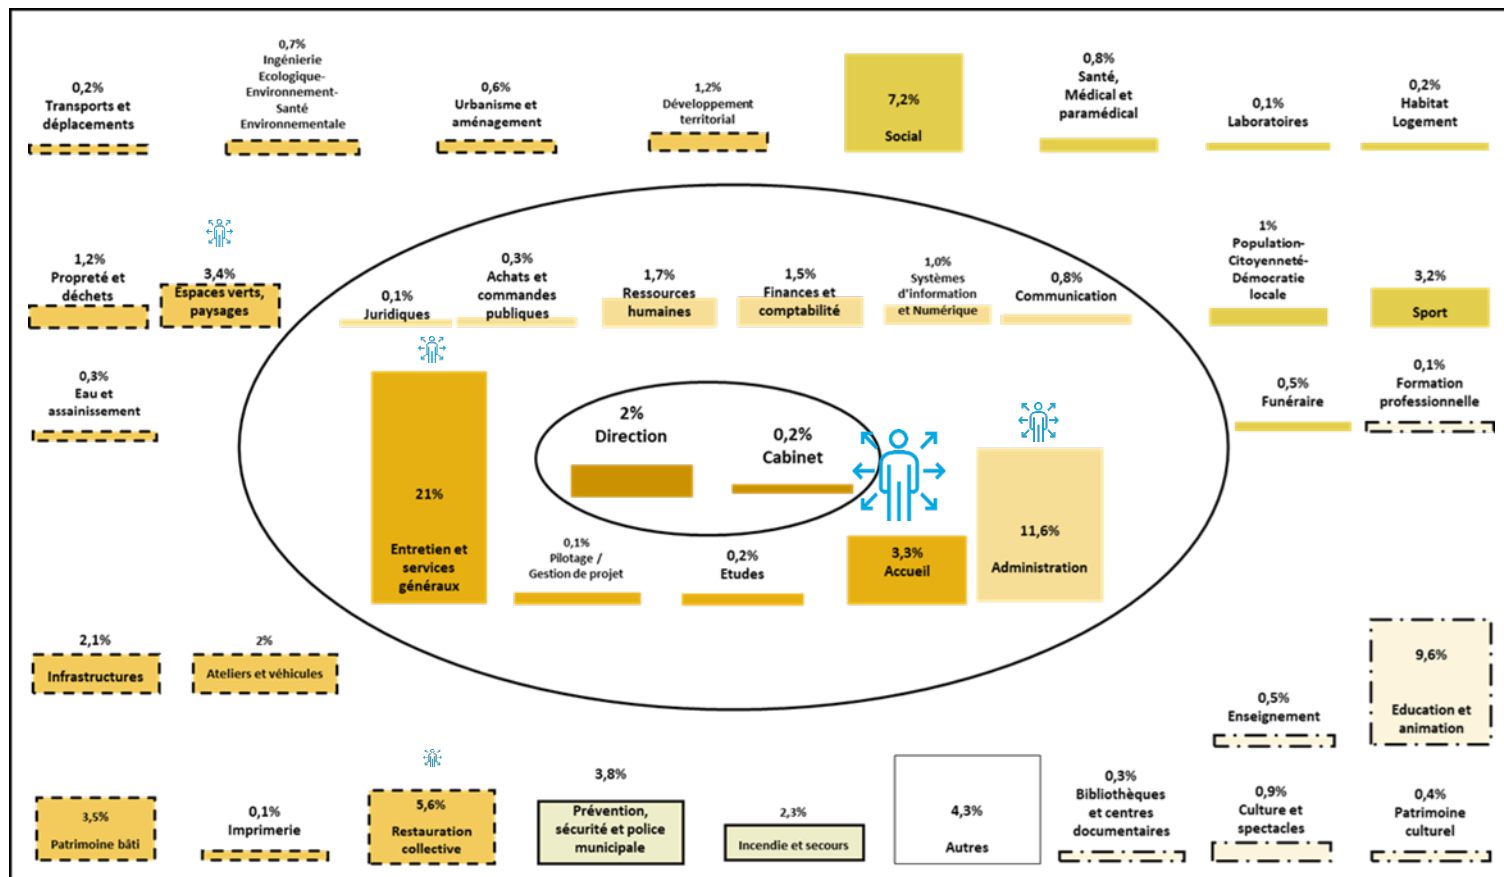 0,2%
Transports et
déplacements
0,7%
Ingénierie
Ecologique-
Environnement-
Santé
Environnementale
0,6%
Urbanisme et
aménagement
1,2%
Développement
territorial
7,2%
Social
0,8%
Santé,
Médical et
paramédical
0,1%
Laboratoires
0,2%
Habitat
Logement
1,2%
Propreté et
déchets
3,4%
Espaces verts,
paysages
0,1%
Juridiques
0,3%
Achats et
commandes
publiques
1,7%
Ressources
humaines
1,5%
Finances et
comptabilité
1,0%
Systèmes
d'information
et Numérique
0,8%
Communication
1%
Population-
Citoyenneté-
Démocratie
locale
3,2%
Sport
0,3%
Eau et
assainissement
2%
Direction
0,2%
Cabinet
0,5%
Funéraire
0,1%
Formation
professionnelle
21%
Entretien et
services
généraux
0,1%
Pilotage /
Gestion de projet
0,2%
Etudes
3,3%
Accueil
11,6%
Administration
2,1%
Infrastructures
2%
Ateliers et véhicules
0,5%
Enseignement
9,6%
Education et
animation
3,5%
Patrimoine bâti
0,1%
Imprimerie
5,6%
Restauration
collective
3,8%
Prévention,
sécurité et police
municipale
2,3%
Incendie et secours
4,3%
Autres
0,3%
Bibliothèques
et centres
documentaires
0,9%
Culture et
spectacles
0,4%
Patrimoine
culturel